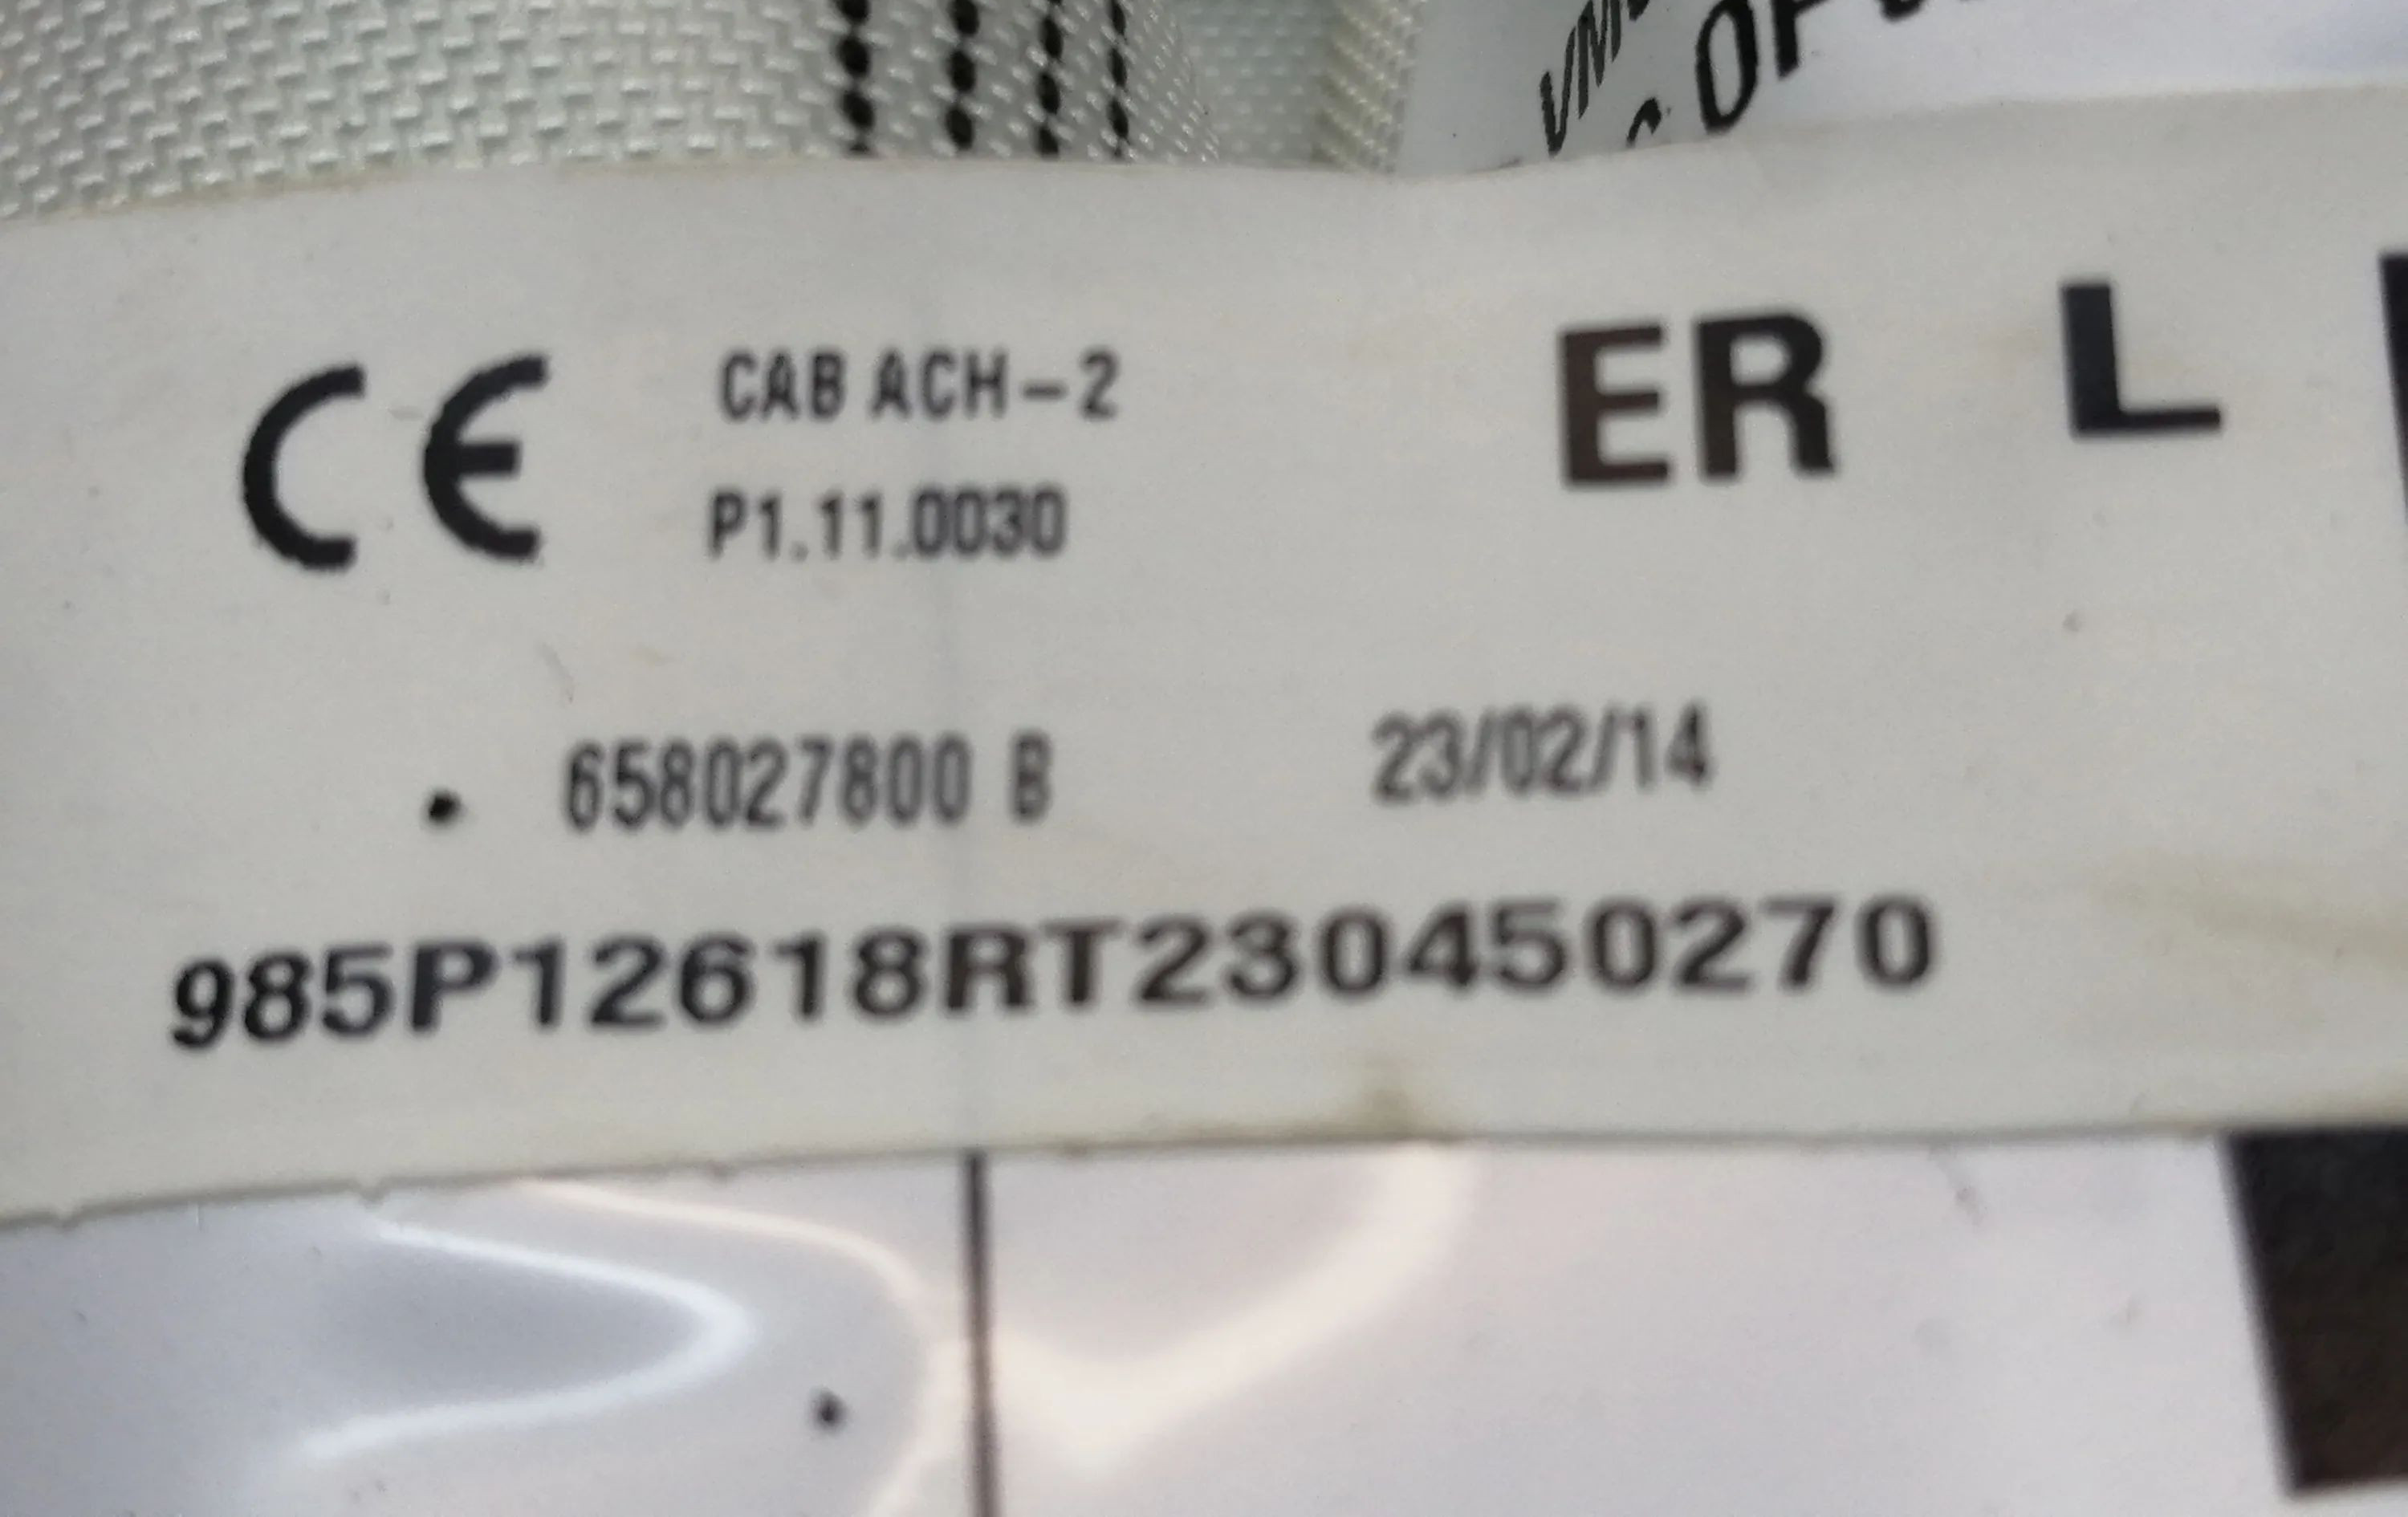 CE CAB ACH-2 ER L
P1.11.0030
658027800 B 23/02/14
985P12618RT230450270